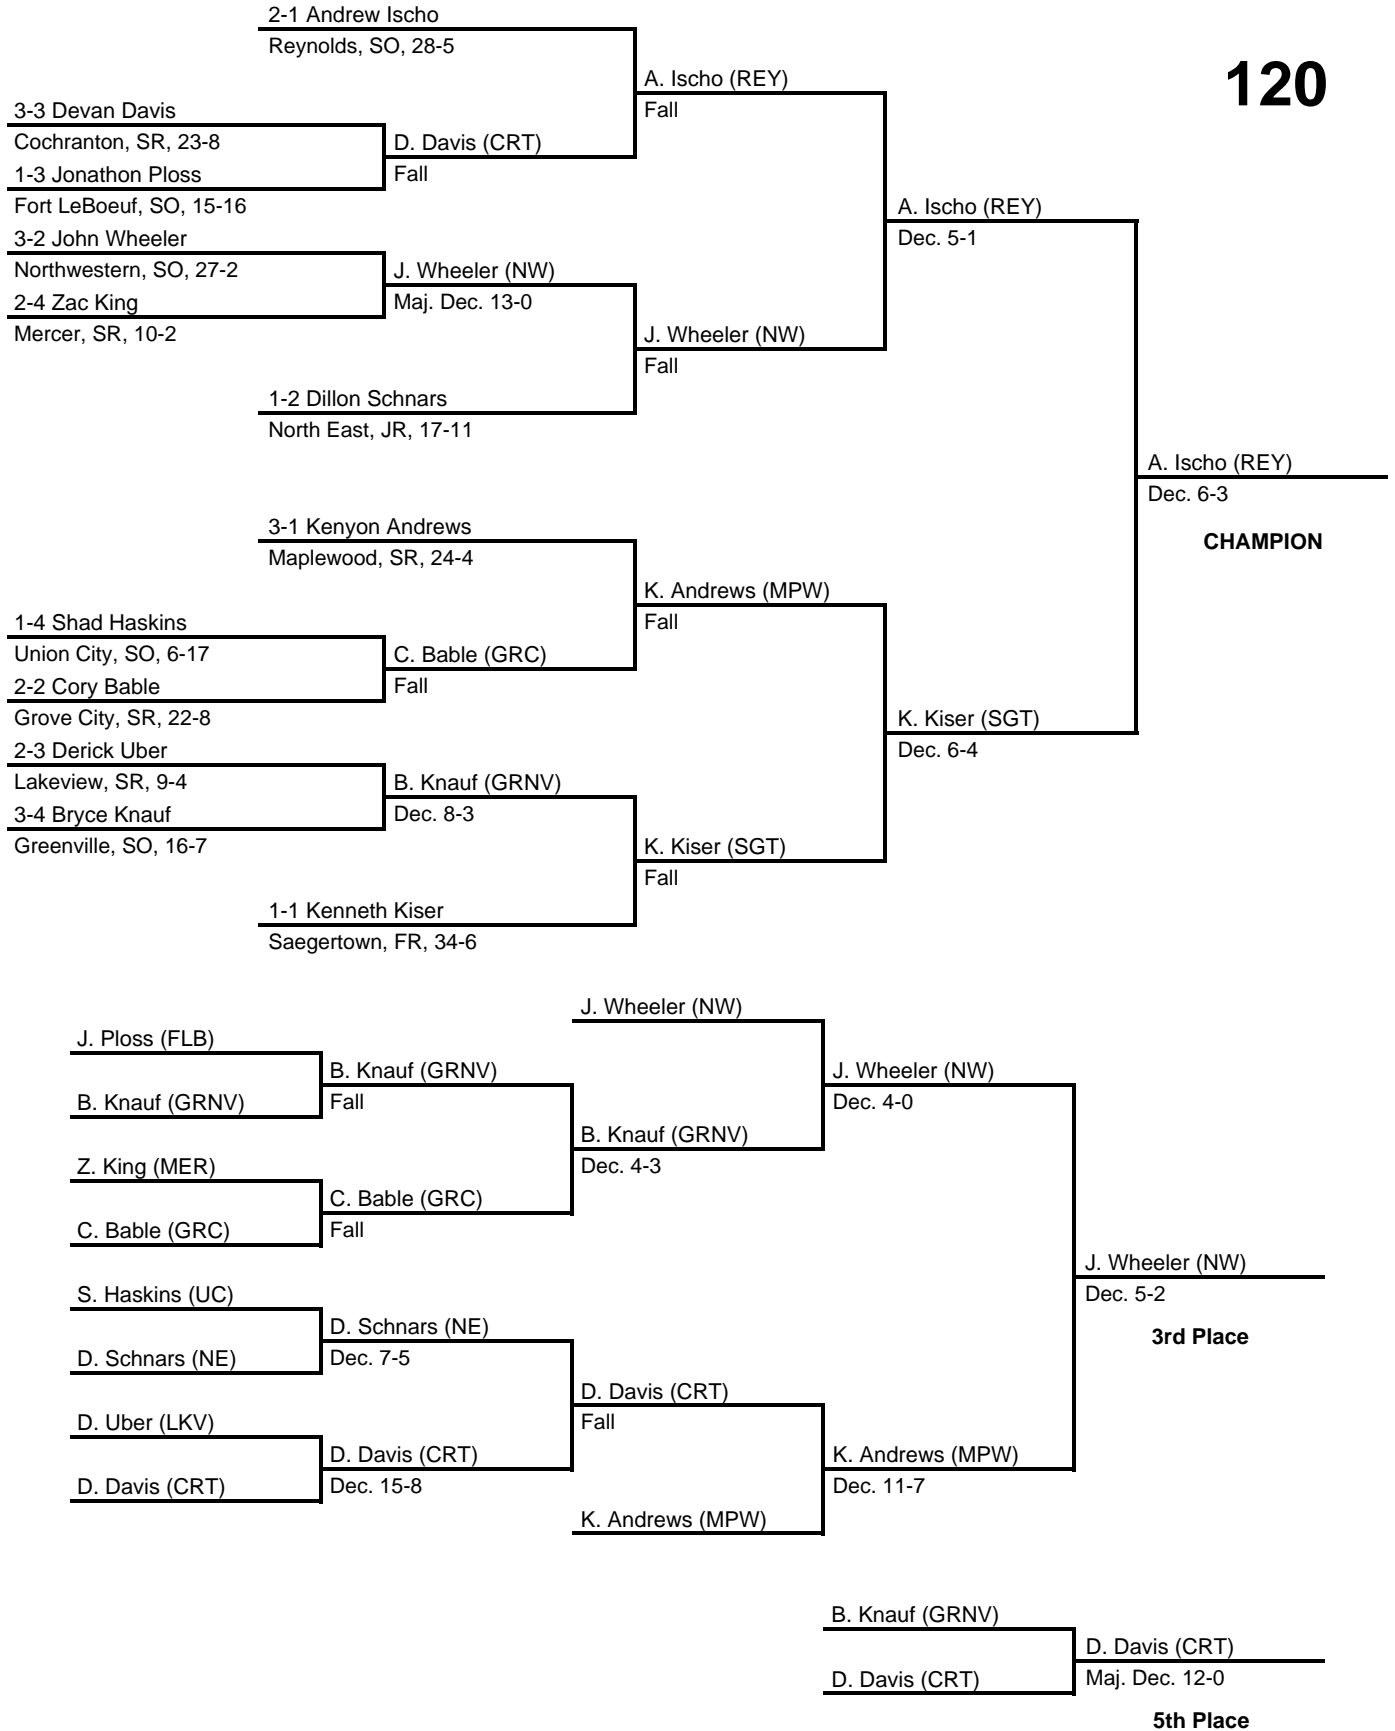 2-1 Andrew Ischo
Reynolds, SO, 28-5
120
A. Ischo (REY)
Fall
3-3 Devan Davis
Cochranton, SR, 23-8
D. Davis (CRT)
1-3 Jonathon Ploss
Fall
Fort LeBoeuf, SO, 15-16
A. Ischo (REY)
3-2 John Wheeler
Dec. 5-1
Northwestern, SO, 27-2
J. Wheeler (NW)
2-4 Zac King
Maj. Dec. 13-0
Mercer, SR, 10-2
J. Wheeler (NW)
Fall
1-2 Dillon Schnars
North East, JR, 17-11
A. Ischo (REY)
Dec. 6-3
CHAMPION
3-1 Kenyon Andrews
Maplewood, SR, 24-4
K. Andrews (MPW)
Fall
1-4 Shad Haskins
Union City, SO, 6-17
C. Bable (GRC)
2-2 Cory Bable
Fall
Grove City, SR, 22-8
K. Kiser (SGT)
2-3 Derick Uber
Dec. 6-4
Lakeview, SR, 9-4
B. Knauf (GRNV)
3-4 Bryce Knauf
Dec. 8-3
Greenville, SO, 16-7
K. Kiser (SGT)
Fall
1-1 Kenneth Kiser
Saegertown, FR, 34-6
J. Wheeler (NW)
J. Ploss (FLB)
B. Knauf (GRNV)
J. Wheeler (NW)
B. Knauf (GRNV)
Fall
Dec. 4-0
B. Knauf (GRNV)
Z. King (MER)
Dec. 4-3
C. Bable (GRC)
C. Bable (GRC)
Fall
J. Wheeler (NW)
S. Haskins (UC)
Dec. 5-2
D. Schnars (NE)
3rd Place
D. Schnars (NE)
Dec. 7-5
D. Davis (CRT)
D. Uber (LKV)
Fall
D. Davis (CRT)
K. Andrews (MPW)
D. Davis (CRT)
Dec. 15-8
Dec. 11-7
K. Andrews (MPW)
B. Knauf (GRNV)
D. Davis (CRT)
D. Davis (CRT)
Maj. Dec. 12-0
5th Place